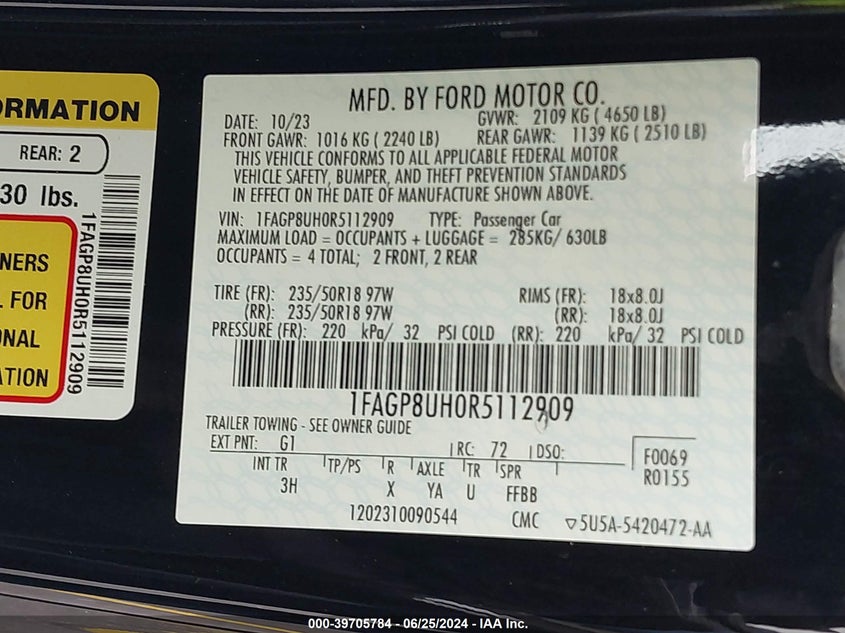 ORMATION
REAR: 2
30 lbs.
NERS
L FOR
ONAL
ATION
1FAGP8UH0R5112909
MFD. BY FORD MOTOR CO.
DATE: 10/23 GVWR: 2109 KG ( 4650 LB)
FRONT GAWR: 1016 KG ( 2240 LB) REAR GAWR: 1139 KG ( 2510 LB)
THIS VEHICLE CONFORMS TO ALL APPLICABLE FEDERAL MOTOR
VEHICLE SAFETY, BUMPER, AND THEFT PREVENTION STANDARDS
IN EFFECT ON THE DATE OF MANUFACTURE SHOWN ABOVE.
VIN: 1FAGP8UH0R5112909 TYPE: Passenger Car
MAXIMUM LOAD = OCCUPANTS + LUGGAGE = 285KG/ 630LB
OCCUPANTS = 4 TOTAL; 2 FRONT, 2 REAR
TIRE (FR): 235/50R18 97W RIMS (FR): 18x8.0J
(RR): 235/50R18 97W (RR): 18x8.0J
PRESSURE (FR): 220 kPa/ 32 PSI COLD (RR): 220 kPa/ 32 PSI COLD
1FAGP8UH0R5112909
TRAILER TOWING - SEE OWNER GUIDE
EXT PNT: G1 RC: 72 DSO: F0069
INT TR TP/PS R AXLE TR SPR R0155
3H X YA U FFBB
1202310090544 CMC ▽5U5A-5420472-AA
000-39705784 - 06/25/2024 - IAA Inc.